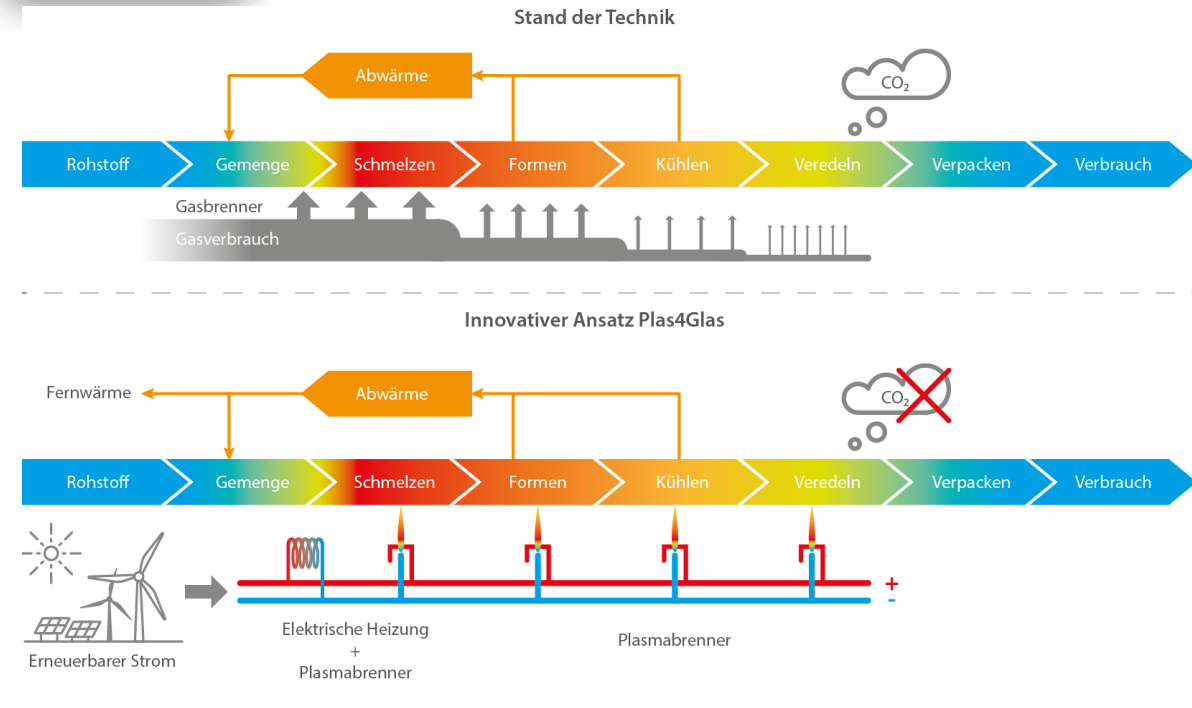 Stand der Technik
Abwärme
CO₂
Rohstoff
Gemenge
Schmelzen
Formen
Kühlen
Veredeln
Verpacken
Verbrauch
Gasbrenner
Gasverbrauch
Innovativer Ansatz Plas4Glas
Fernwärme
Abwärme
CO₂
Rohstoff
Gemenge
Schmelzen
Formen
Kühlen
Veredeln
Verpacken
Verbrauch
+
-
Elektrische Heizung
+
Plasmabrenner
Plasmabrenner
Erneuerbarer Strom